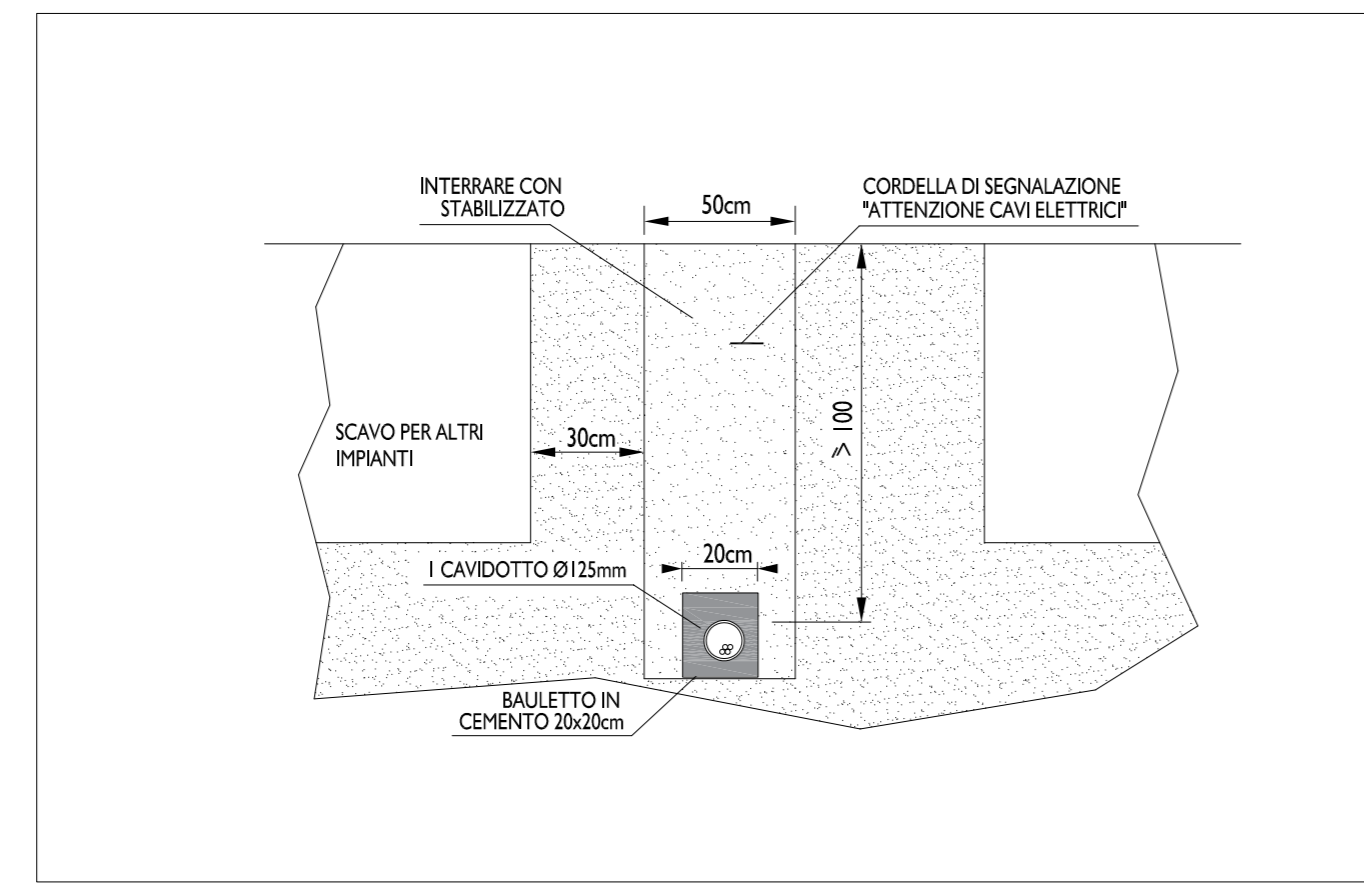 INTERRARE CON
STABILIZZATO
50cm
CORDELLA DI SEGNALAZIONE
"ATTENZIONE CAVI ELETTRICI"
SCAVO PER ALTRI
IMPIANTI
30cm
⩾ 100
20cm
1 CAVIDOTTO Ø125mm
BAULETTO IN
CEMENTO 20x20cm